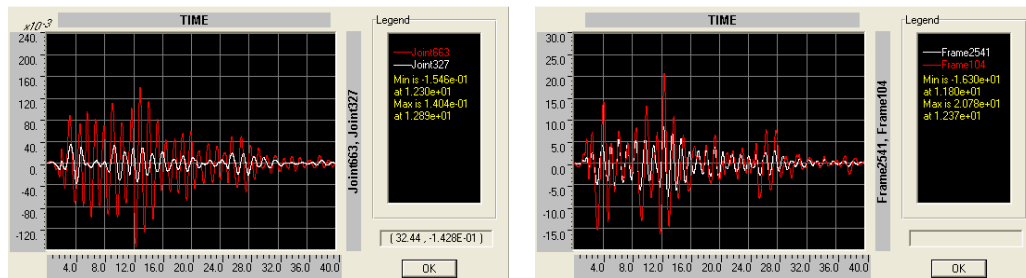 TIME
x10-3
240.
200.
160.
120.
80.
40.
0.0
-40.
-80.
-120.
4.0 8.0 12.0 16.0 20.0 24.0 28.0 32.0 36.0 40.0
Joint663, Joint327
Legend
Joint663
Joint327
Min is -1.546e-01
at 1.230e+01
Max is 1.404e-01
at 1.289e+01
( 32.44 , -1.428E-01 )
OK
TIME
30.0
25.0
20.0
15.0
10.0
5.0
0.0
-5.0
-10.0
-15.0
4.0 8.0 12.0 16.0 20.0 24.0 28.0 32.0 36.0 40.0
Frame2541, Frame104
Legend
Frame2541
Frame104
Min is -1.630e+01
at 1.180e+01
Max is 2.078e+01
at 1.237e+01
OK